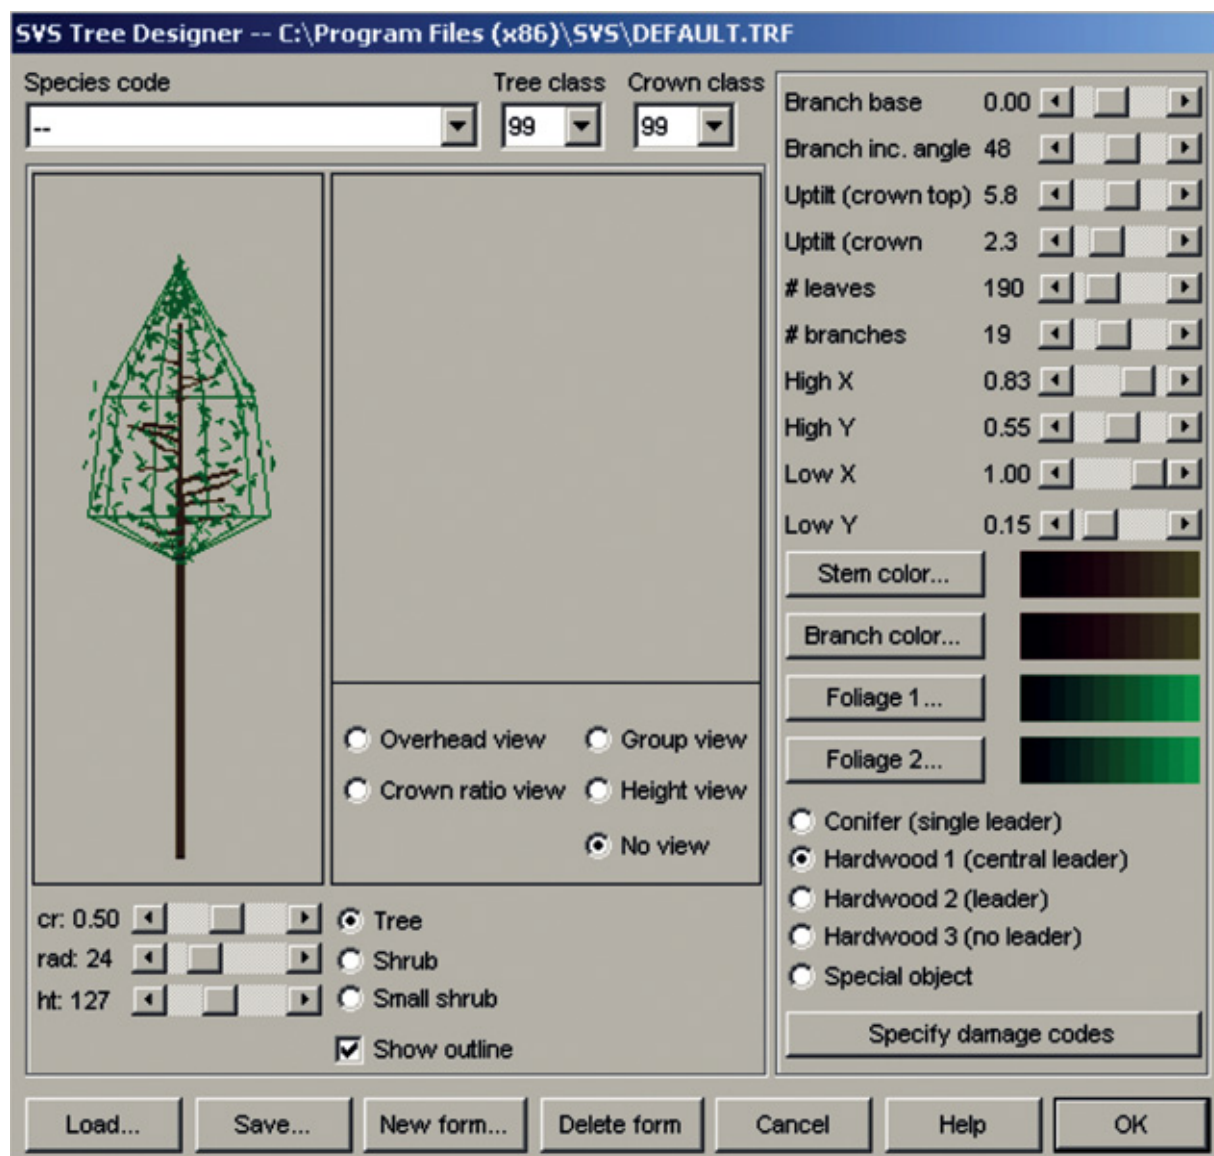 SVS Tree Designer -- C:\Program Files (x86)\SVS\DEFAULT.TRF
Species code
Tree class
Crown class
--
99
99
Branch base 0.00
Branch inc. angle 48
Uptilt (crown top) 5.8
Uptilt (crown 2.3
# leaves 190
# branches 19
High X 0.83
High Y 0.55
Low X 1.00
Low Y 0.15
Stem color...
Branch color...
Foliage 1...
Foliage 2...
Conifer (single leader)
Hardwood 1 (central leader)
Hardwood 2 (leader)
Hardwood 3 (no leader)
Special object
Specify damage codes
Overhead view
Group view
Crown ratio view
Height view
No view
cr: 0.50
rad: 24
ht: 127
Tree
Shrub
Small shrub
Show outline
Load...
Save...
New form...
Delete form
Cancel
Help
OK